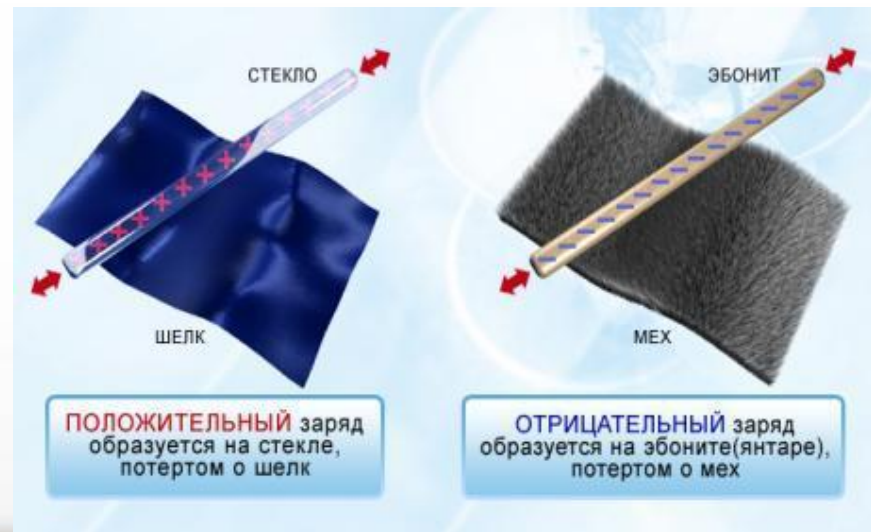 СТЕКЛО
ШЕЛК
ПОЛОЖИТЕЛЬНЫЙ заряд
образуется на стекле,
потертом о шелк
ЭБОНИТ
МЕХ
ОТРИЦАТЕЛЬНЫЙ заряд
образуется на эбоните(янтаре),
потертом о мех